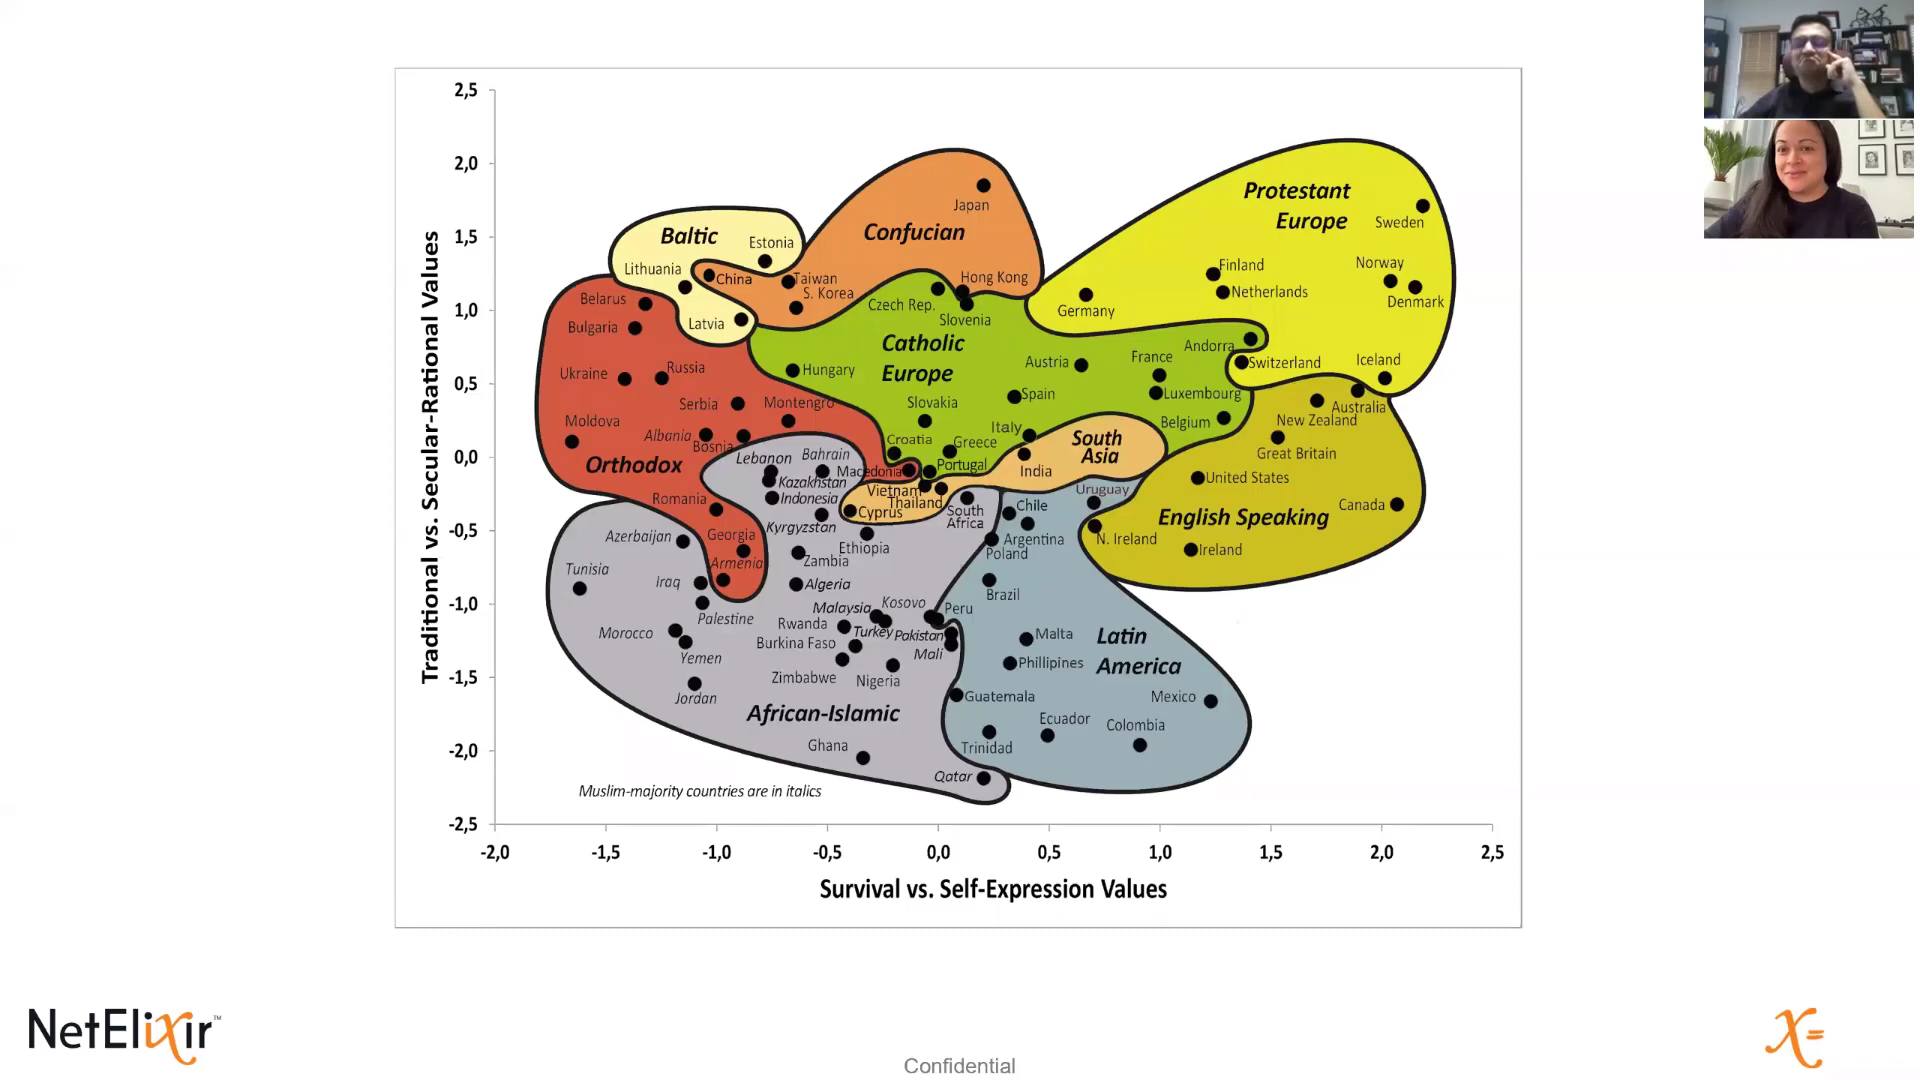 2,5
2,0
1,5
1,0
0,5
0,0
-0,5
-1,0
-1,5
-2,0
-2,5
Traditional vs. Secular-Rational Values
-2,0 -1,5 -1,0 -0,5 0,0 0,5 1,0 1,5 2,0 2,5
Survival vs. Self-Expression Values
Baltic
Estonia
Lithuania
Latvia
Confucian
Japan
China
Taiwan
S. Korea
Hong Kong
Protestant
Europe
Sweden
Norway
Denmark
Finland
Netherlands
Germany
Switzerland
Iceland
Catholic
Europe
Czech Rep.
Slovenia
Hungary
Slovakia
Croatia
Greece
Portugal
Italy
Spain
Austria
France
Luxembourg
Belgium
Andorra
Orthodox
Belarus
Bulgaria
Ukraine
Russia
Serbia
Montengro
Moldova
Albania
Bosnia
Macedonia
Romania
Georgia
Armenia
South
Asia
India
Vietnam
Thailand
Cyprus
English Speaking
Australia
New Zealand
Great Britain
United States
Canada
N. Ireland
Ireland
African-Islamic
Lebanon
Bahrain
Kazakhstan
Indonesia
Kyrgyzstan
Ethiopia
South
Africa
Azerbaijan
Zambia
Algeria
Tunisia
Iraq
Palestine
Morocco
Yemen
Jordan
Malaysia
Kosovo
Rwanda
Turkey
Pakistan
Burkina Faso
Mali
Zimbabwe
Nigeria
Ghana
Qatar
Latin
America
Uruguay
Chile
Argentina
Poland
Brazil
Peru
Malta
Phillipines
Guatemala
Mexico
Ecuador
Colombia
Trinidad
Muslim-majority countries are in italics
NetElixir™
Confidential
X=